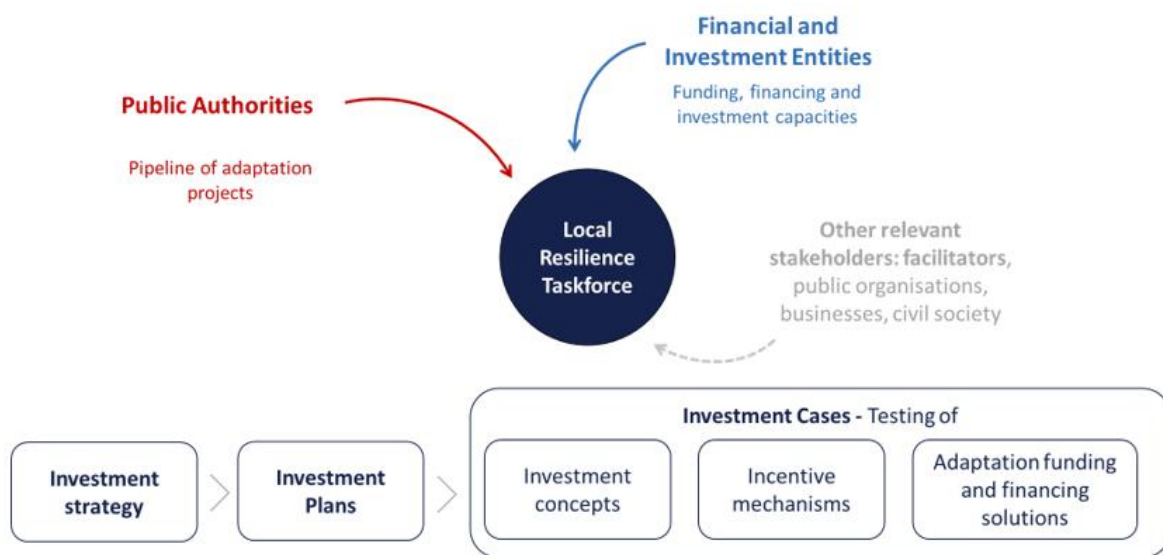 Financial and
Investment Entities
Funding, financing and
investment capacities
Public Authorities
Pipeline of adaptation
projects
Local
Resilience
Taskforce
Other relevant
stakeholders: facilitators,
public organisations,
businesses, civil society
Investment
strategy
Investment
Plans
Investment Cases - Testing of
Investment
concepts
Incentive
mechanisms
Adaptation funding
and financing
solutions